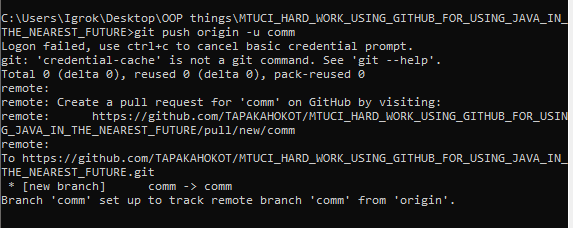 C:\Users\Igrok\Desktop\OOP things\MTUCI_HARD_WORK_USING_GITHUB_FOR_USING_JAVA_IN_
THE_NEAREST_FUTURE>git push origin -u comm
Logon failed, use ctrl+c to cancel basic credential prompt.
git: 'credential-cache' is not a git command. See 'git --help'.
Total 0 (delta 0), reused 0 (delta 0), pack-reused 0
remote:
remote: Create a pull request for 'comm' on GitHub by visiting:
remote:      https://github.com/TAPAKAHOKOT/MTUCI_HARD_WORK_USING_GITHUB_FOR_USIN
G_JAVA_IN_THE_NEAREST_FUTURE/pull/new/comm
remote:
To https://github.com/TAPAKAHOKOT/MTUCI_HARD_WORK_USING_GITHUB_FOR_USING_JAVA_IN_
THE_NEAREST_FUTURE.git
 * [new branch]      comm -> comm
Branch 'comm' set up to track remote branch 'comm' from 'origin'.